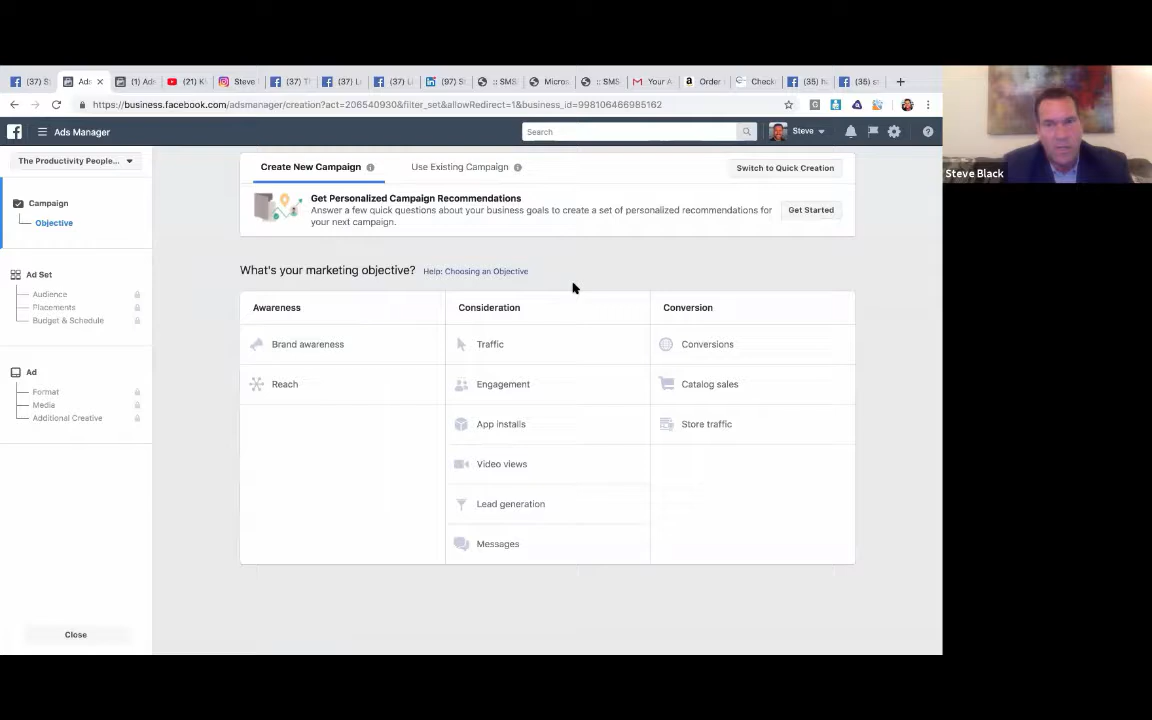 (37) S
Ads
(1) Ad
(21) K
Steve
(37) T
(37) L
(37) Li
(97) S
:: SMS
Micros
:: SMS
Your A
Order
Check
(35) h
(35) s
https://business.facebook.com/adsmanager/creation?act=206540930&filter_set&allowRedirect=1&business_id=998106466985162
Ads Manager
Search
Steve
The Productivity People...
Campaign
Objective
Ad Set
Audience
Placements
Budget & Schedule
Ad
Format
Media
Additional Creative
Close
Create New Campaign
Use Existing Campaign
Switch to Quick Creation
Get Personalized Campaign Recommendations
Answer a few quick questions about your business goals to create a set of personalized recommendations for
your next campaign.
Get Started
What's your marketing objective? Help: Choosing an Objective
Awareness
Consideration
Conversion
Brand awareness
Traffic
Conversions
Reach
Engagement
Catalog sales
App installs
Store traffic
Video views
Lead generation
Messages
Steve Black